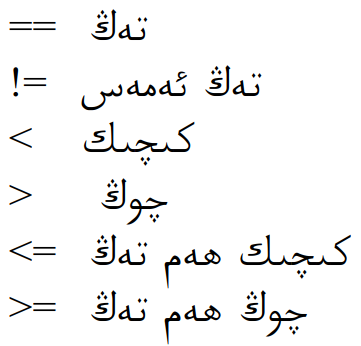 == تەڭ
!= تەڭ ئەمەس
< كىچىك
> چوڭ
<= كىچىك ھەم تەڭ
>= چوڭ ھەم تەڭ